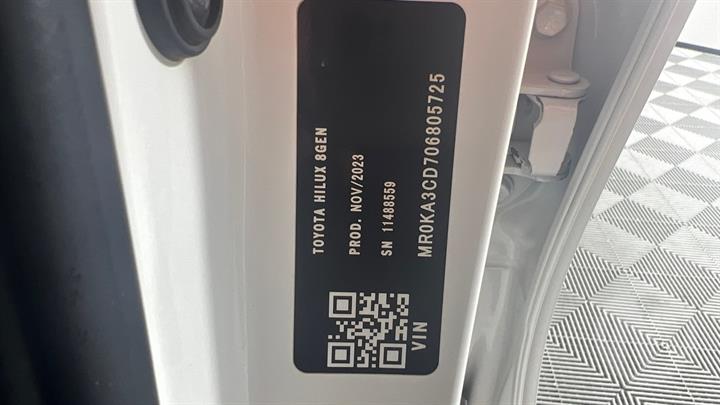 TOYOTA HILUX 8GEN
PROD. NOV/2023
SN 11488559
VIN MR0KA3CD706805725